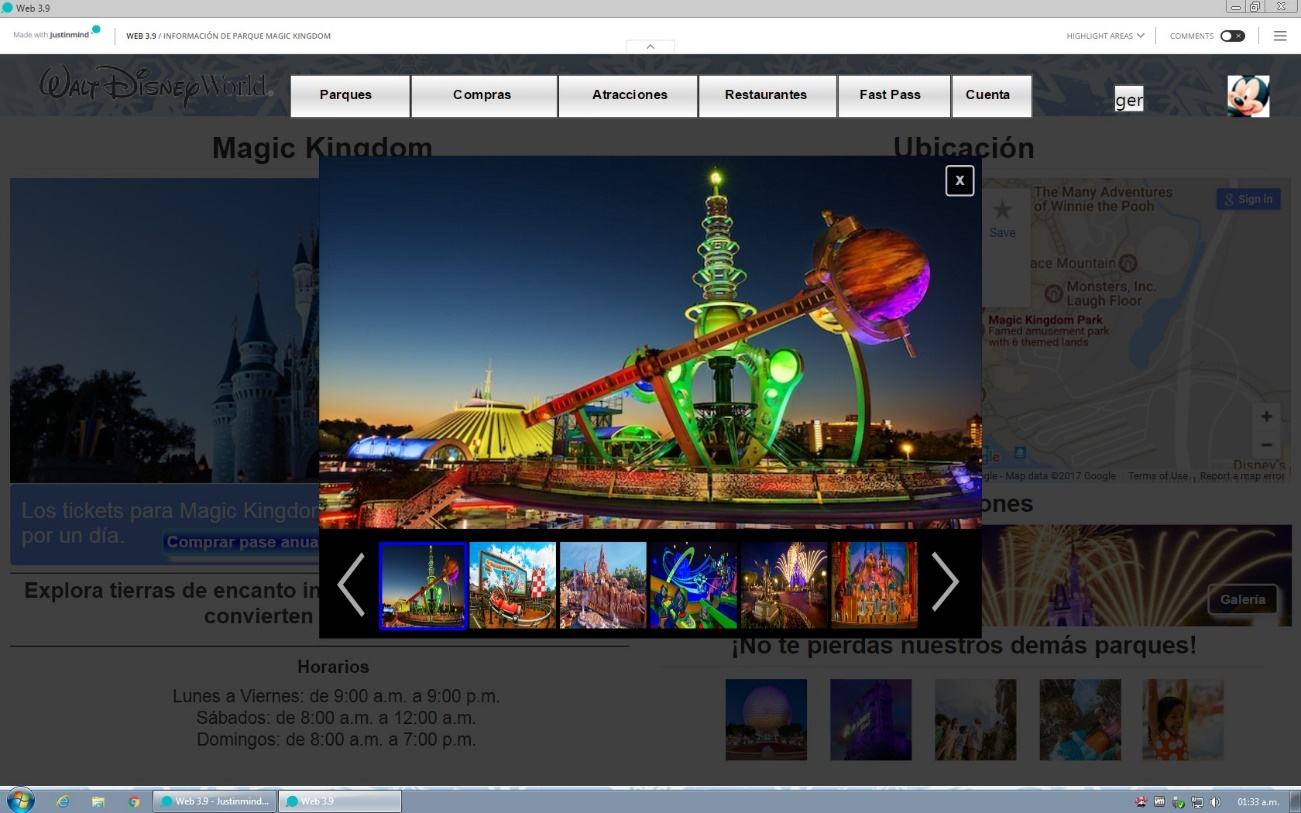 Web 3.9
Made with Justinmind
WEB 3.9 / INFORMACIÓN DE PARQUE MAGIC KINGDOM
HIGHLIGHT AREAS
COMMENTS
WALT DISNEY World.
Parques
Compras
Atracciones
Restaurantes
Fast Pass
Cuenta
ger
Magic Kingdom
Ubicación
x
The Many Adventures
of Winnie the Pooh
Sign in
Save
ace Mountain
Monsters, Inc.
Laugh Floor
Magic Kingdom Park
Famed amusement park
with 6 themed lands
+
−
Disney's
gle - Map data ©2017 Google
Terms of Use
Report a map error
Los tickets para Magic Kingdo
por un día.
Comprar pase anua
ones
Explora tierras de encanto in
convierten
Galería
¡No te pierdas nuestros demás parques!
Horarios
Lunes a Viernes: de 9:00 a.m. a 9:00 p.m.
Sábados: de 8:00 a.m. a 12:00 a.m.
Domingos: de 8:00 a.m. a 7:00 p.m.
Web 3.9 - Justinmind...
Web 3.9
01:33 a.m.